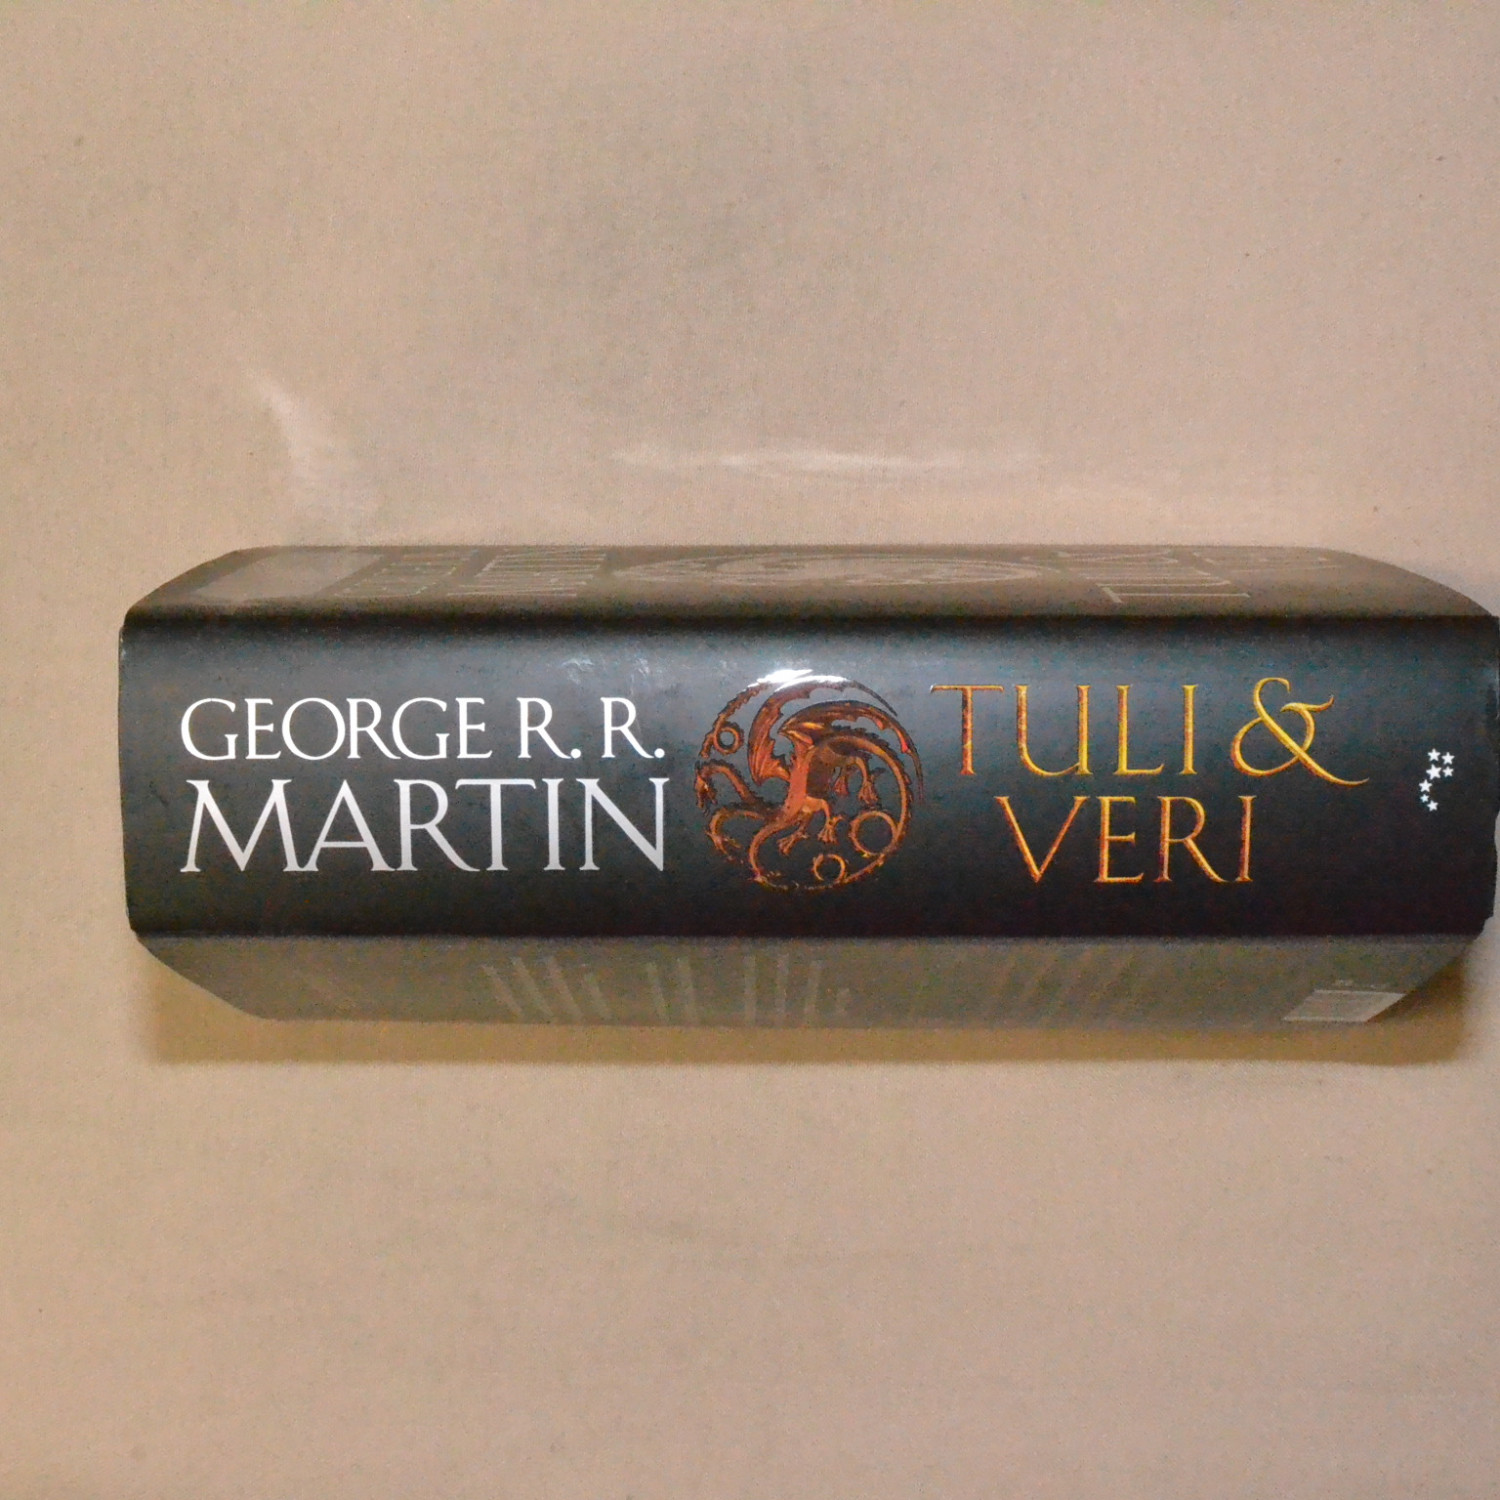 GEORGE R. R.
MARTIN
TULI &
VERI